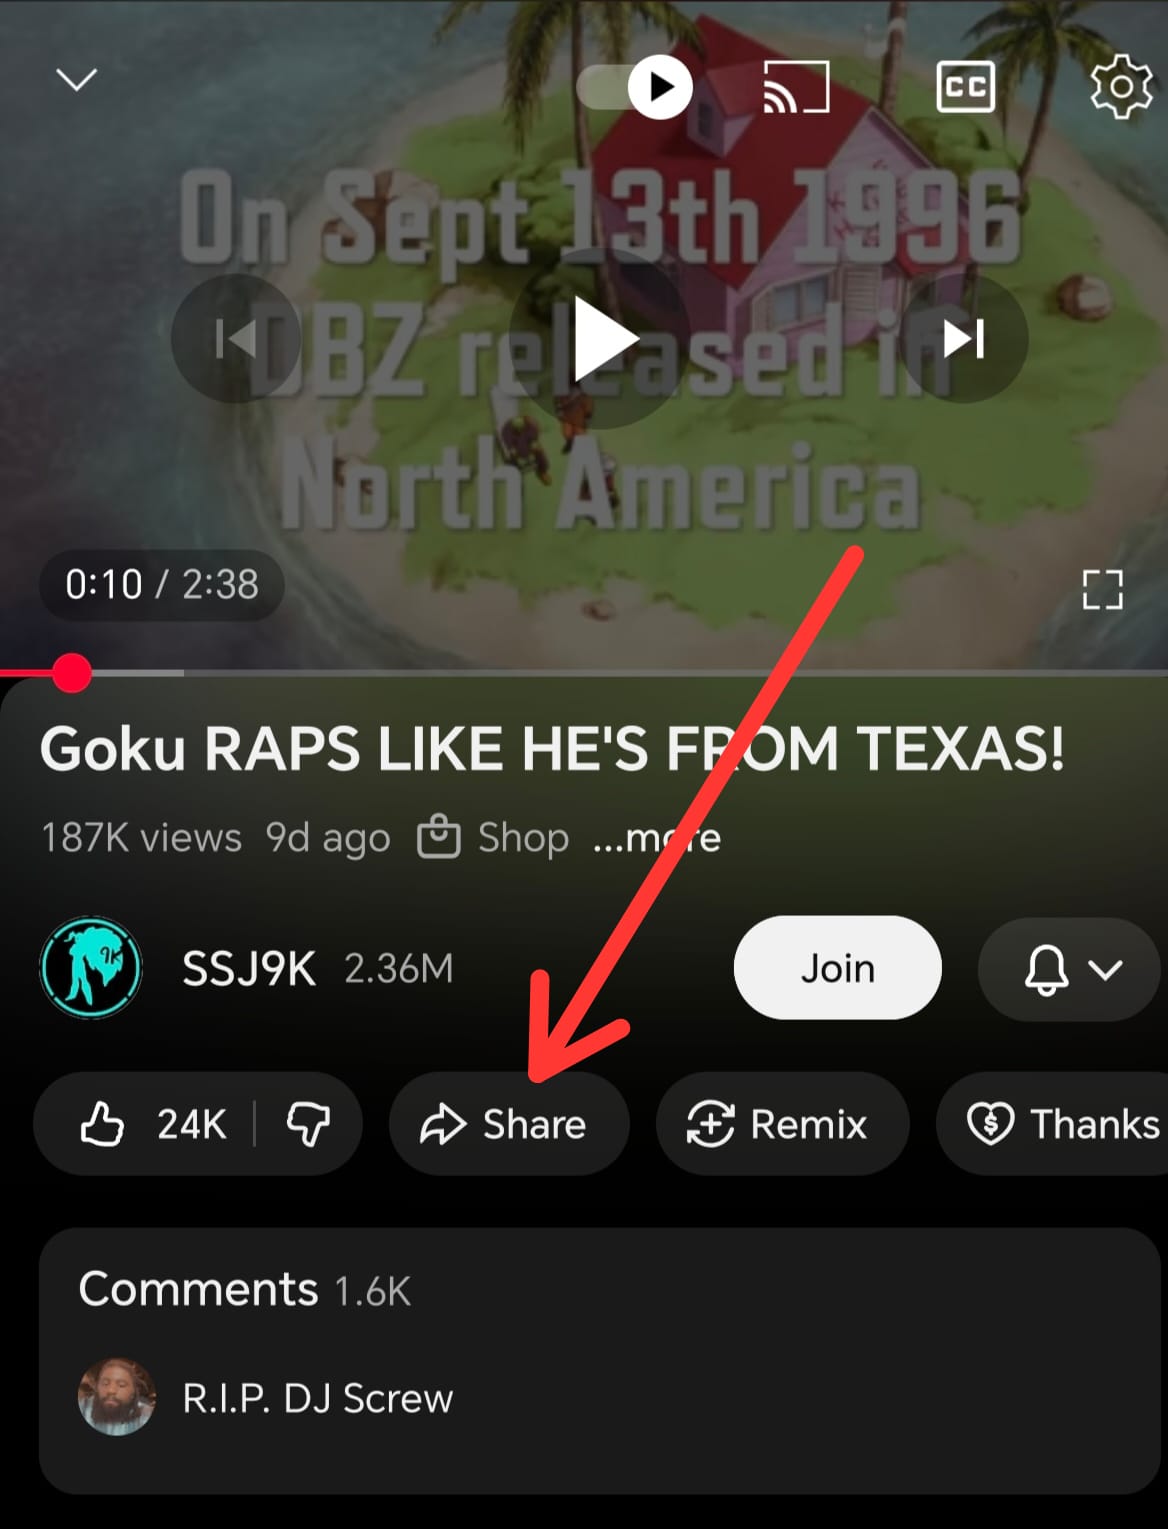 CC
On Sept 13th 1996
DBZ released in
North America
0:10 / 2:38
Goku RAPS LIKE HE'S FROM TEXAS!
187K views 9d ago Shop ...more
9K
SSJ9K 2.36M Join
24K Share Remix Thanks
Comments 1.6K
R.I.P. DJ Screw